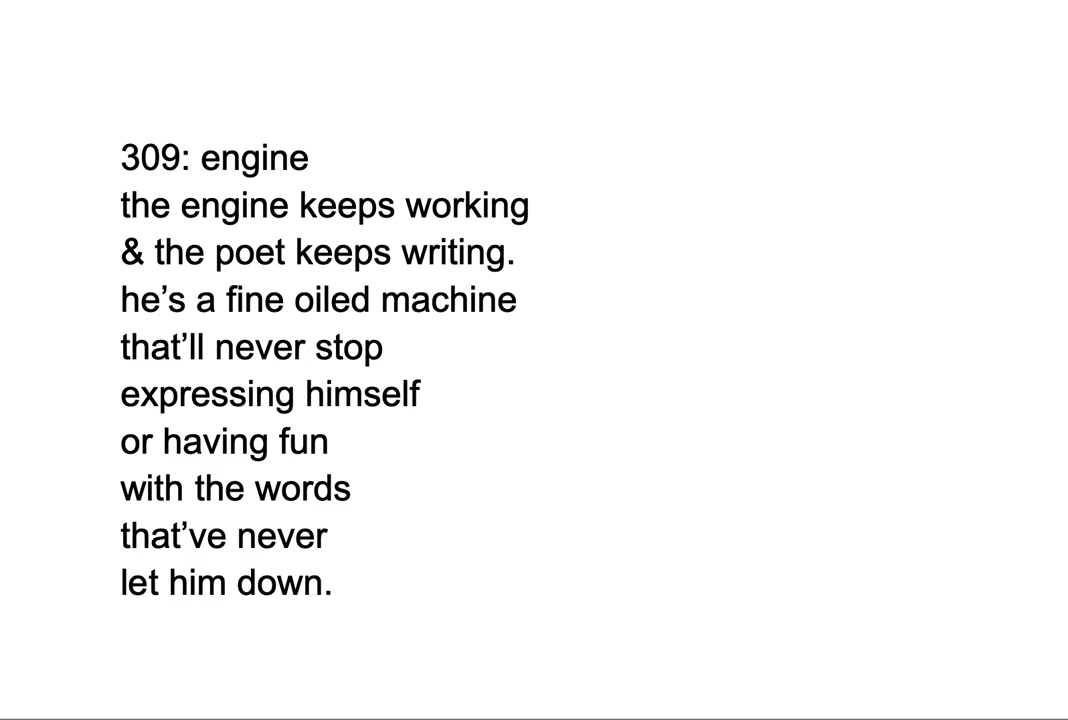 309: engine
the engine keeps working
& the poet keeps writing.
he’s a fine oiled machine
that’ll never stop
expressing himself
or having fun
with the words
that’ve never
let him down.